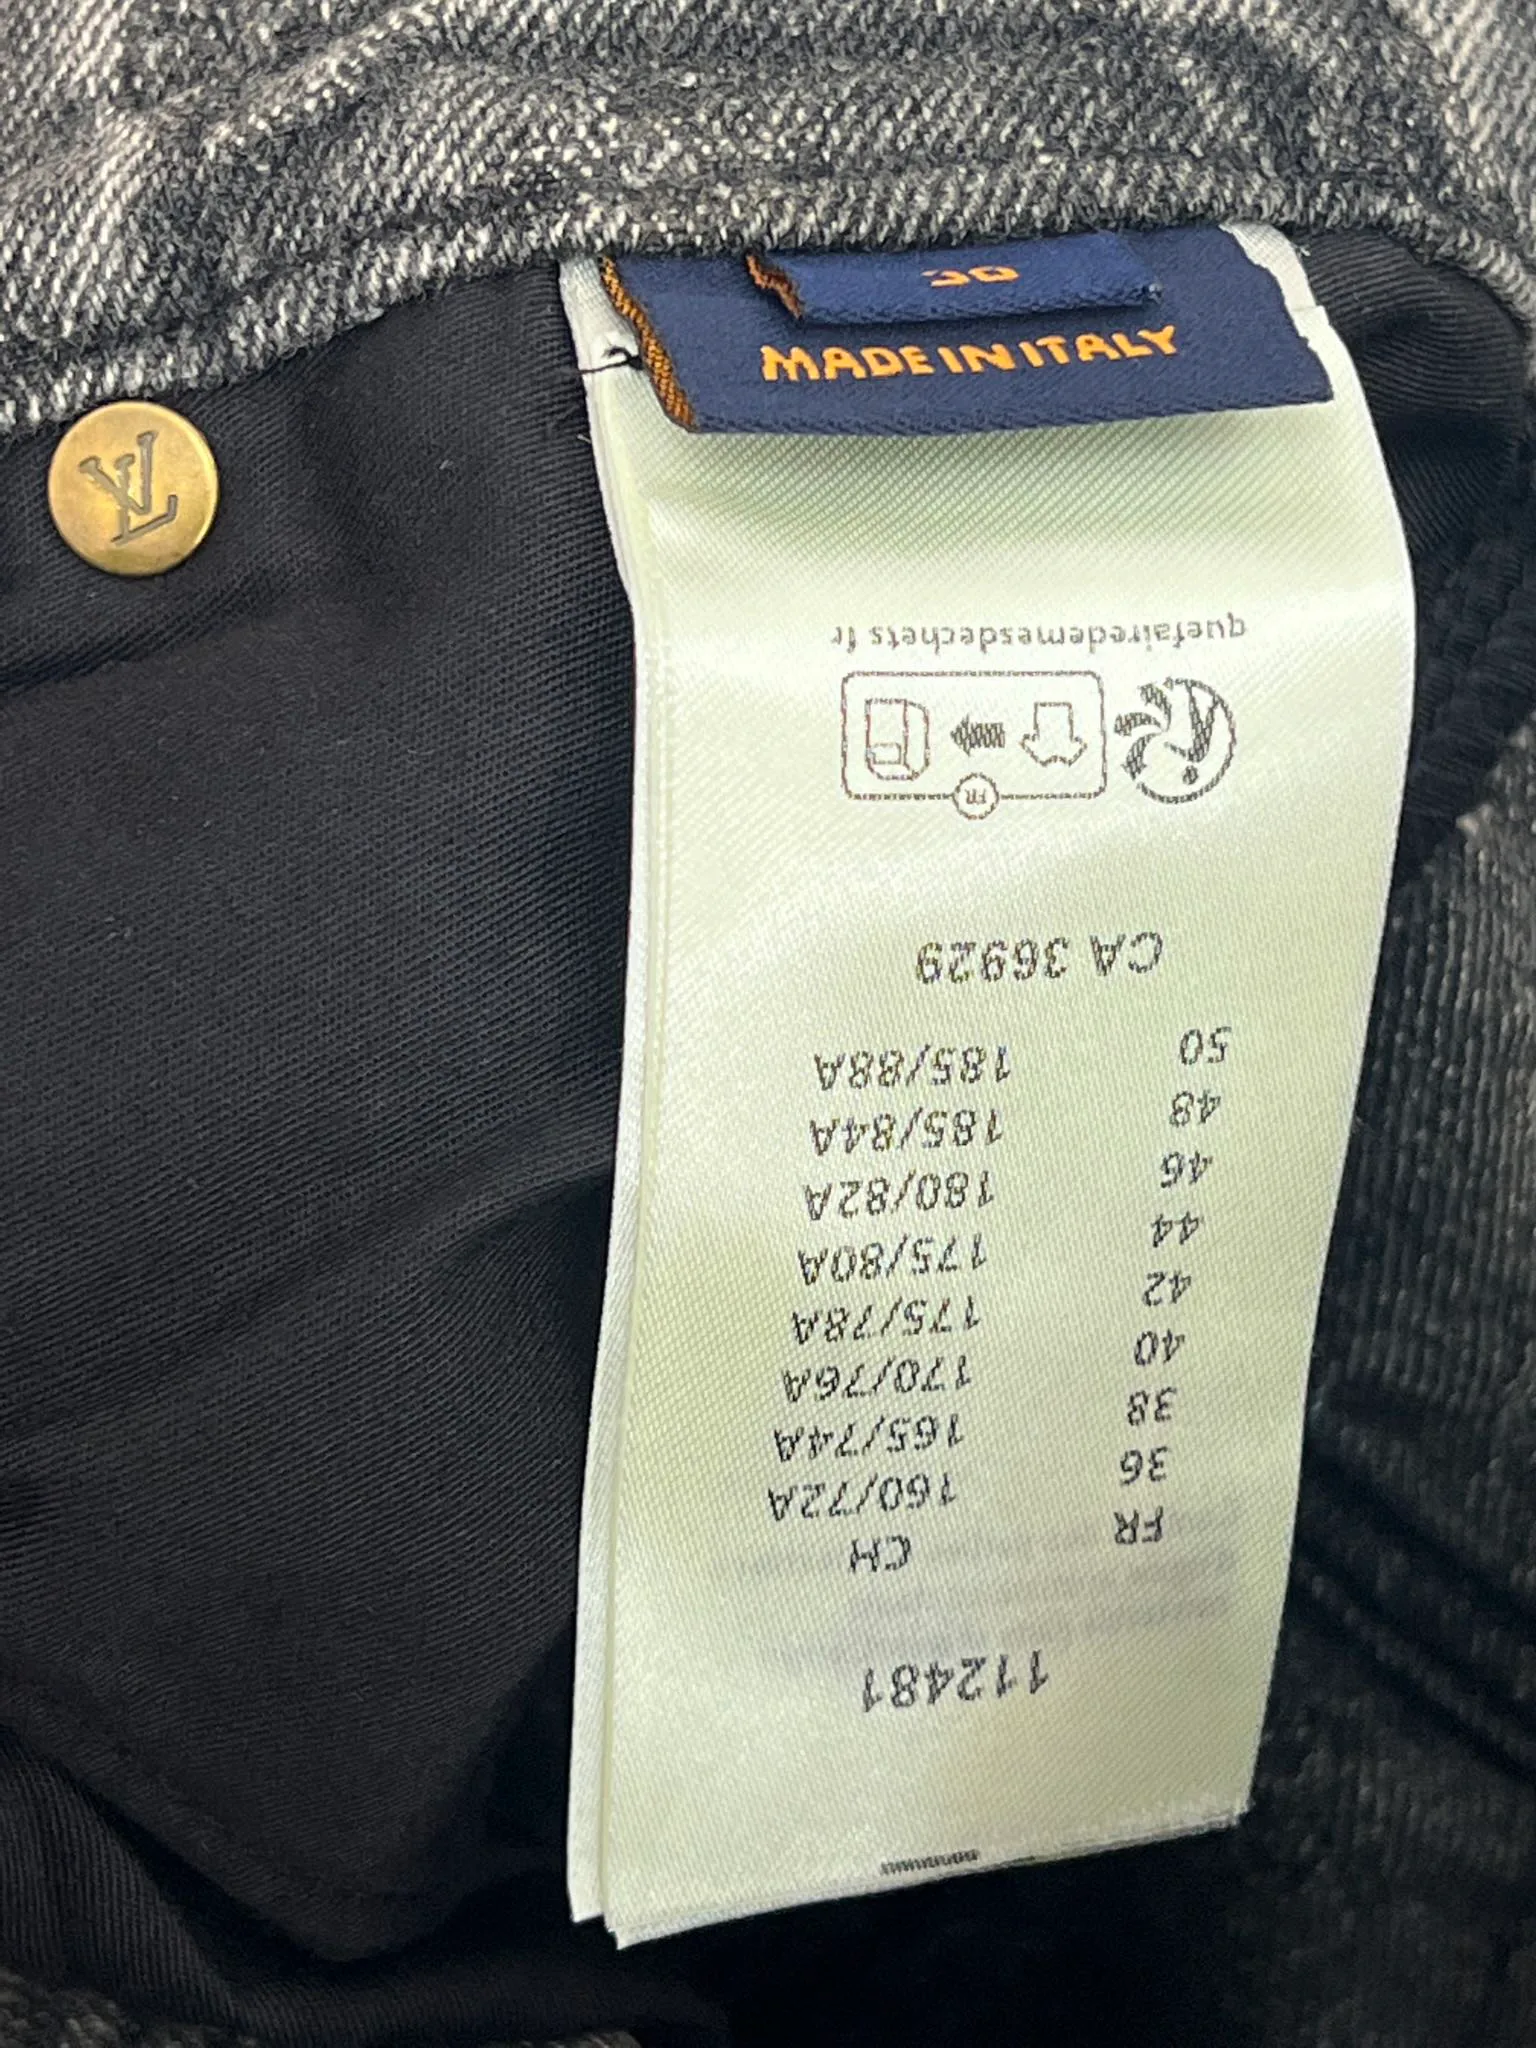 30
MADE IN ITALY
LV
112481
FR CH
36 160/72A
38 165/74A
40 170/76A
42 175/78A
44 175/80A
46 180/82A
48 185/84A
50 185/88A
CA 36929
FR
quefairedemesdechets.fr